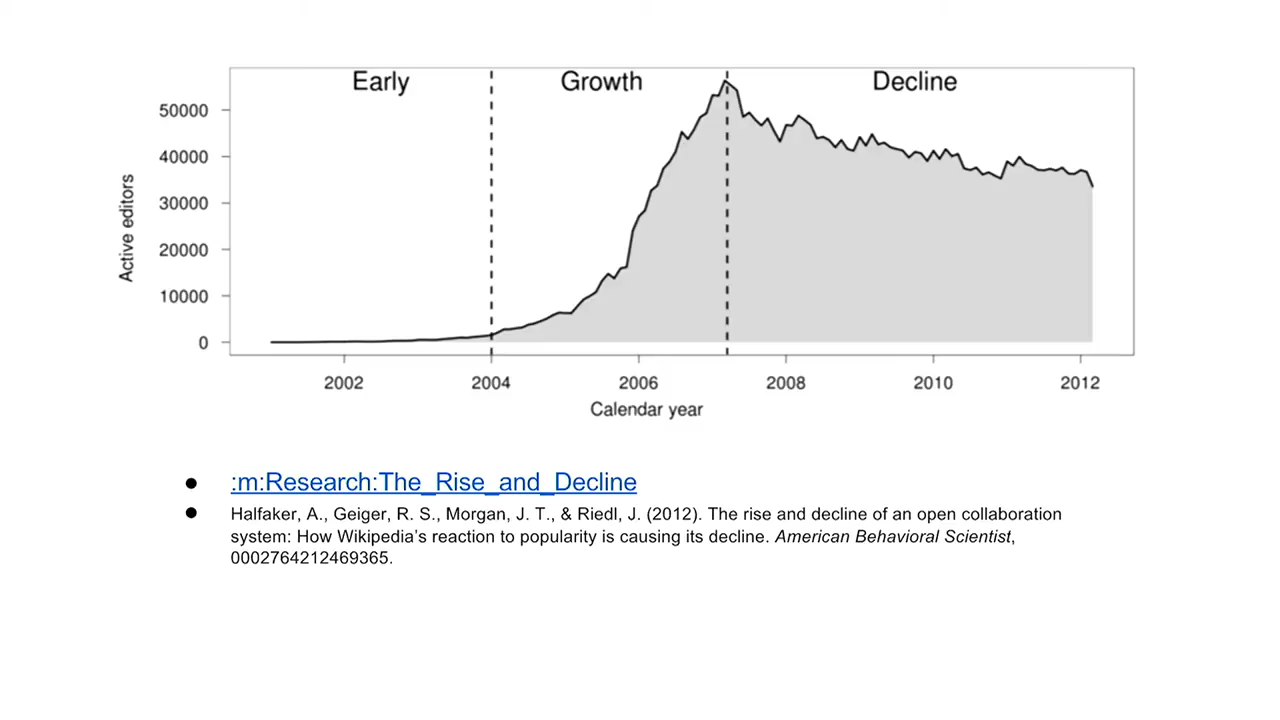 Early Growth Decline
50000
40000
30000
20000
10000
0
Active editors
2002 2004 2006 2008 2010 2012
Calendar year
● :m:Research:The_Rise_and_Decline
● Halfaker, A., Geiger, R. S., Morgan, J. T., & Riedl, J. (2012). The rise and decline of an open collaboration
system: How Wikipedia’s reaction to popularity is causing its decline. American Behavioral Scientist,
0002764212469365.